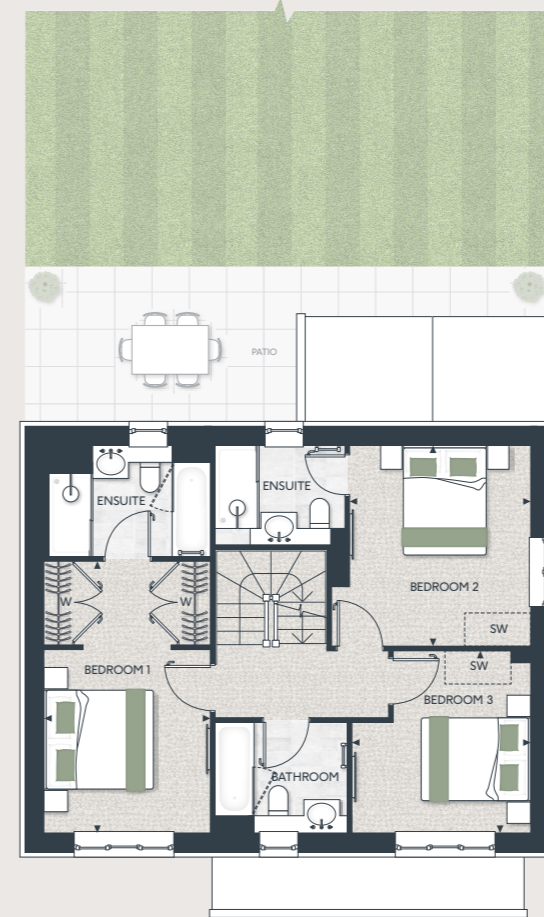 PATIO
ENSUITE
ENSUITE
BEDROOM 2
W
W
SW
SW
BEDROOM 1
BEDROOM 3
BATHROOM